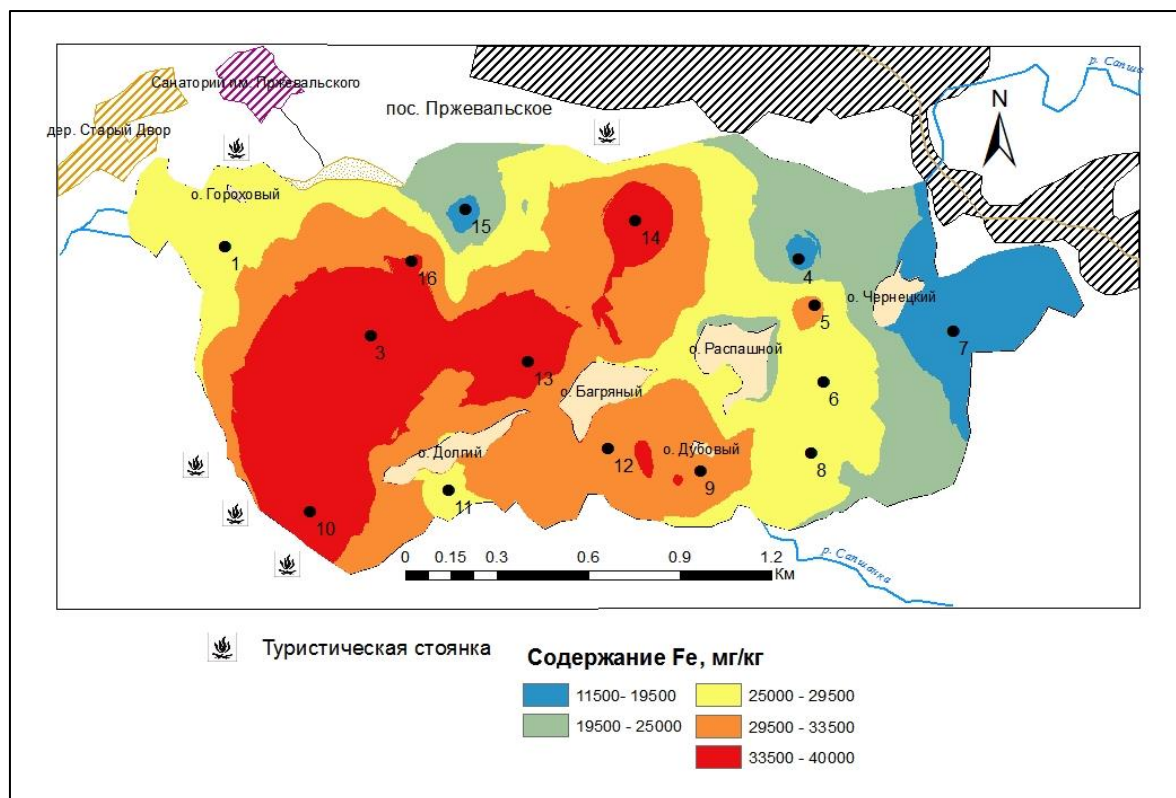 р. Сапша
Санаторий им. Пржевальского
пос. Пржевальское
N
дер. Старый Двор
о. Гороховый
15
14
1
16
4
о. Чернецкий
5
7
3
о. Распашной
13
6
о. Багряный
о. Долгий
12
о. Дубовый
8
9
11
10
0 0.15 0.3 0.6 0.9 1.2
Км
р. Сапшанка
Туристическая стоянка
Содержание Fe, мг/кг
11500- 19500
25000 - 29500
19500 - 25000
29500 - 33500
33500 - 40000